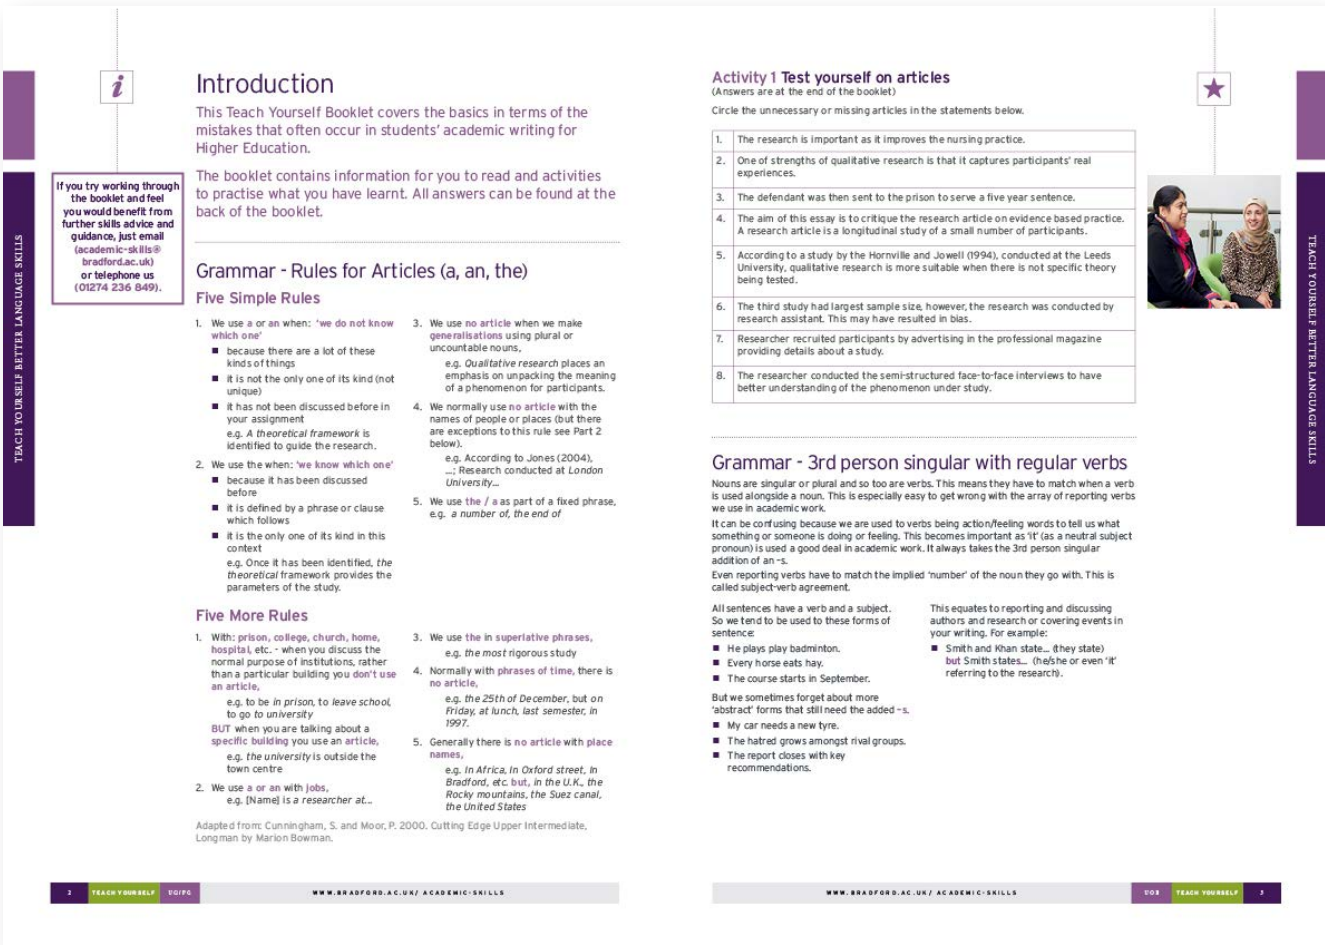 TEACH YOURSELF BETTER LANGUAGE SKILLS
i
If you try working through
the booklet and feel
you would benefit from
further skills advice and
guidance, just email
(academic-skills@
bradford.ac.uk)
or telephone us
(01274 236 849).
Introduction
This Teach Yourself Booklet covers the basics in terms of the
mistakes that often occur in students' academic writing for
Higher Education.
The booklet contains information for you to read and activities
to practise what you have learnt. All answers can be found at the
back of the booklet.
Grammar - Rules for Articles (a, an, the)
Five Simple Rules
1. We use a or an when: 'we do not know
which one'
■ because there are a lot of these
kinds of things
■ it is not the only one of its kind (not
unique)
■ it has not been discussed before in
your assignment
e.g. A theoretical framework is
identified to guide the research.
2. We use the when: 'we know which one'
■ because it has been discussed
before
■ it is defined by a phrase or clause
which follows
■ it is the only one of its kind in this
context
e.g. Once it has been identified, the
theoretical framework provides the
parameters of the study.
3. We use no article when we make
generalisations using plural or
uncountable nouns,
e.g. Qualitative research places an
emphasis on unpacking the meaning
of a phenomenon for participants.
4. We normally use no article with the
names of people or places (but there
are exceptions to this rule see Part 2
below).
e.g. According to Jones (2004),
...; Research conducted at London
University...
5. We use the / a as part of a fixed phrase,
e.g. a number of, the end of
Five More Rules
1. With: prison, college, church, home,
hospital, etc. - when you discuss the
normal purpose of institutions, rather
than a particular building you don't use
an article,
e.g. to be in prison, to leave school,
to go to university
BUT when you are talking about a
specific building you use an article,
e.g. the university is outside the
town centre
2. We use a or an with jobs,
e.g. [Name] is a researcher at...
3. We use the in superlative phrases,
e.g. the most rigorous study
4. Normally with phrases of time, there is
no article,
e.g. the 25th of December, but on
Friday, at lunch, last semester, in
1997.
5. Generally there is no article with place
names,
e.g. In Africa, In Oxford street, In
Bradford, etc. but, in the U.K., the
Rocky mountains, the Suez canal,
the United States
Adapted from: Cunningham, S. and Moor, P. 2000. Cutting Edge Upper Intermediate,
Longman by Marion Bowman.
2 TEACH YOURSELF UG/PG WWW.BRADFORD.AC.UK/ ACADEMIC-SKILLS
Activity 1 Test yourself on articles
(Answers are at the end of the booklet)
Circle the unnecessary or missing articles in the statements below.
1. The research is important as it improves the nursing practice.
2. One of strengths of qualitative research is that it captures participants' real
experiences.
3. The defendant was then sent to the prison to serve a five year sentence.
4. The aim of this essay is to critique the research article on evidence based practice.
A research article is a longitudinal study of a small number of participants.
5. According to a study by the Hornville and Jowell (1994), conducted at the Leeds
University, qualitative research is more suitable when there is not specific theory
being tested.
6. The third study had largest sample size, however, the research was conducted by
research assistant. This may have resulted in bias.
7. Researcher recruited participants by advertising in the professional magazine
providing details about a study.
8. The researcher conducted the semi-structured face-to-face interviews to have
better understanding of the phenomenon under study.
Grammar - 3rd person singular with regular verbs
Nouns are singular or plural and so too are verbs. This means they have to match when a verb
is used alongside a noun. This is especially easy to get wrong with the array of reporting verbs
we use in academic work.
It can be confusing because we are used to verbs being action/feeling words to tell us what
something or someone is doing or feeling. This becomes important as 'it' (as a neutral subject
pronoun) is used a good deal in academic work. It always takes the 3rd person singular
addition of an -s.
Even reporting verbs have to match the implied 'number' of the noun they go with. This is
called subject-verb agreement.
All sentences have a verb and a subject.
So we tend to be used to these forms of
sentence:
■ He plays play badminton.
■ Every horse eats hay.
■ The course starts in September.
But we sometimes forget about more
'abstract' forms that still need the added -s.
■ My car needs a new tyre.
■ The hatred grows amongst rival groups.
■ The report closes with key
recommendations.
This equates to reporting and discussing
authors and research or covering events in
your writing. For example:
■ Smith and Khan state... (they state)
but Smith states... (he/she or even 'it'
referring to the research).
WWW.BRADFORD.AC.UK/ ACADEMIC-SKILLS UOB TEACH YOURSELF 3
TEACH YOURSELF BETTER LANGUAGE SKILLS